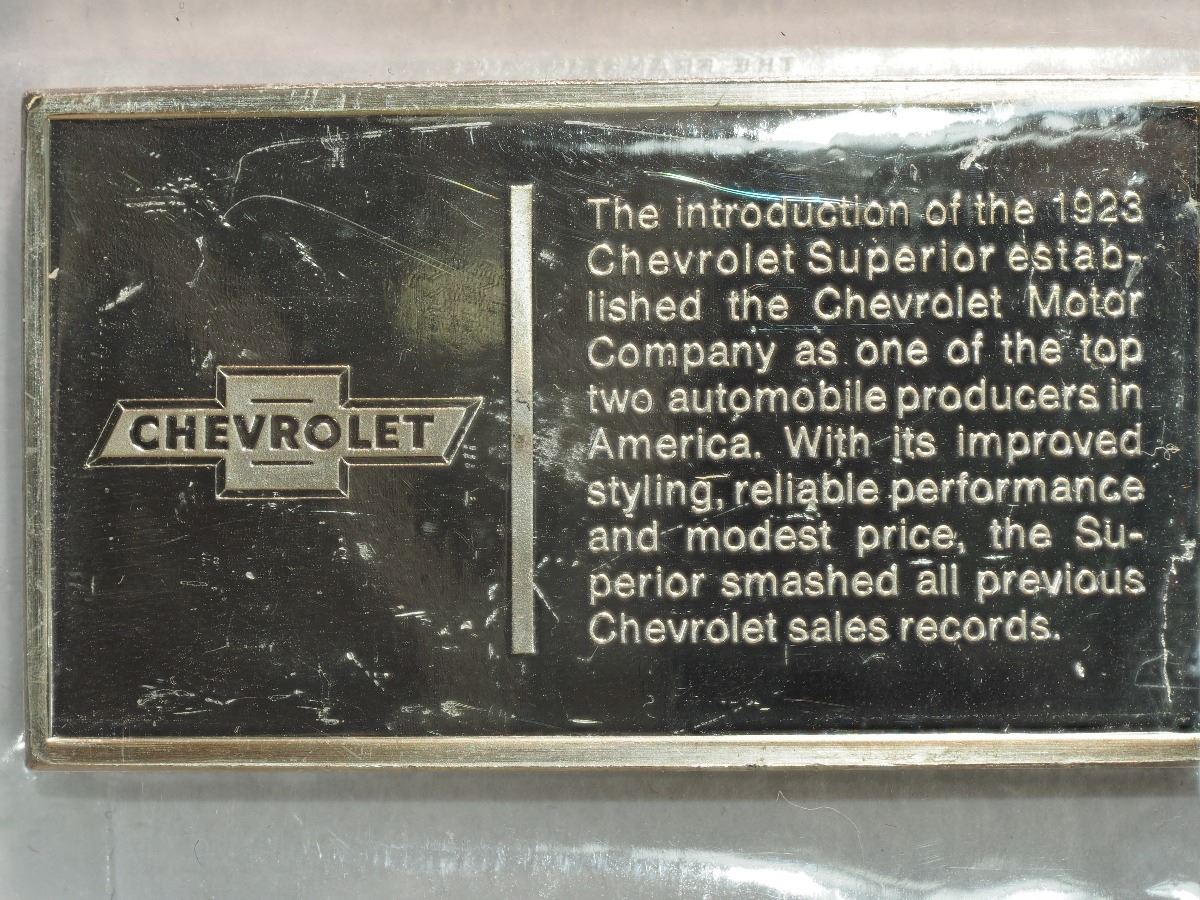 CHEVROLET
The introduction of the 1923
Chevrolet Superior estab-
lished the Chevrolet Motor
Company as one of the top
two automobile producers in
America. With its improved
styling, reliable performance
and modest price, the Su-
perior smashed all previous
Chevrolet sales records.